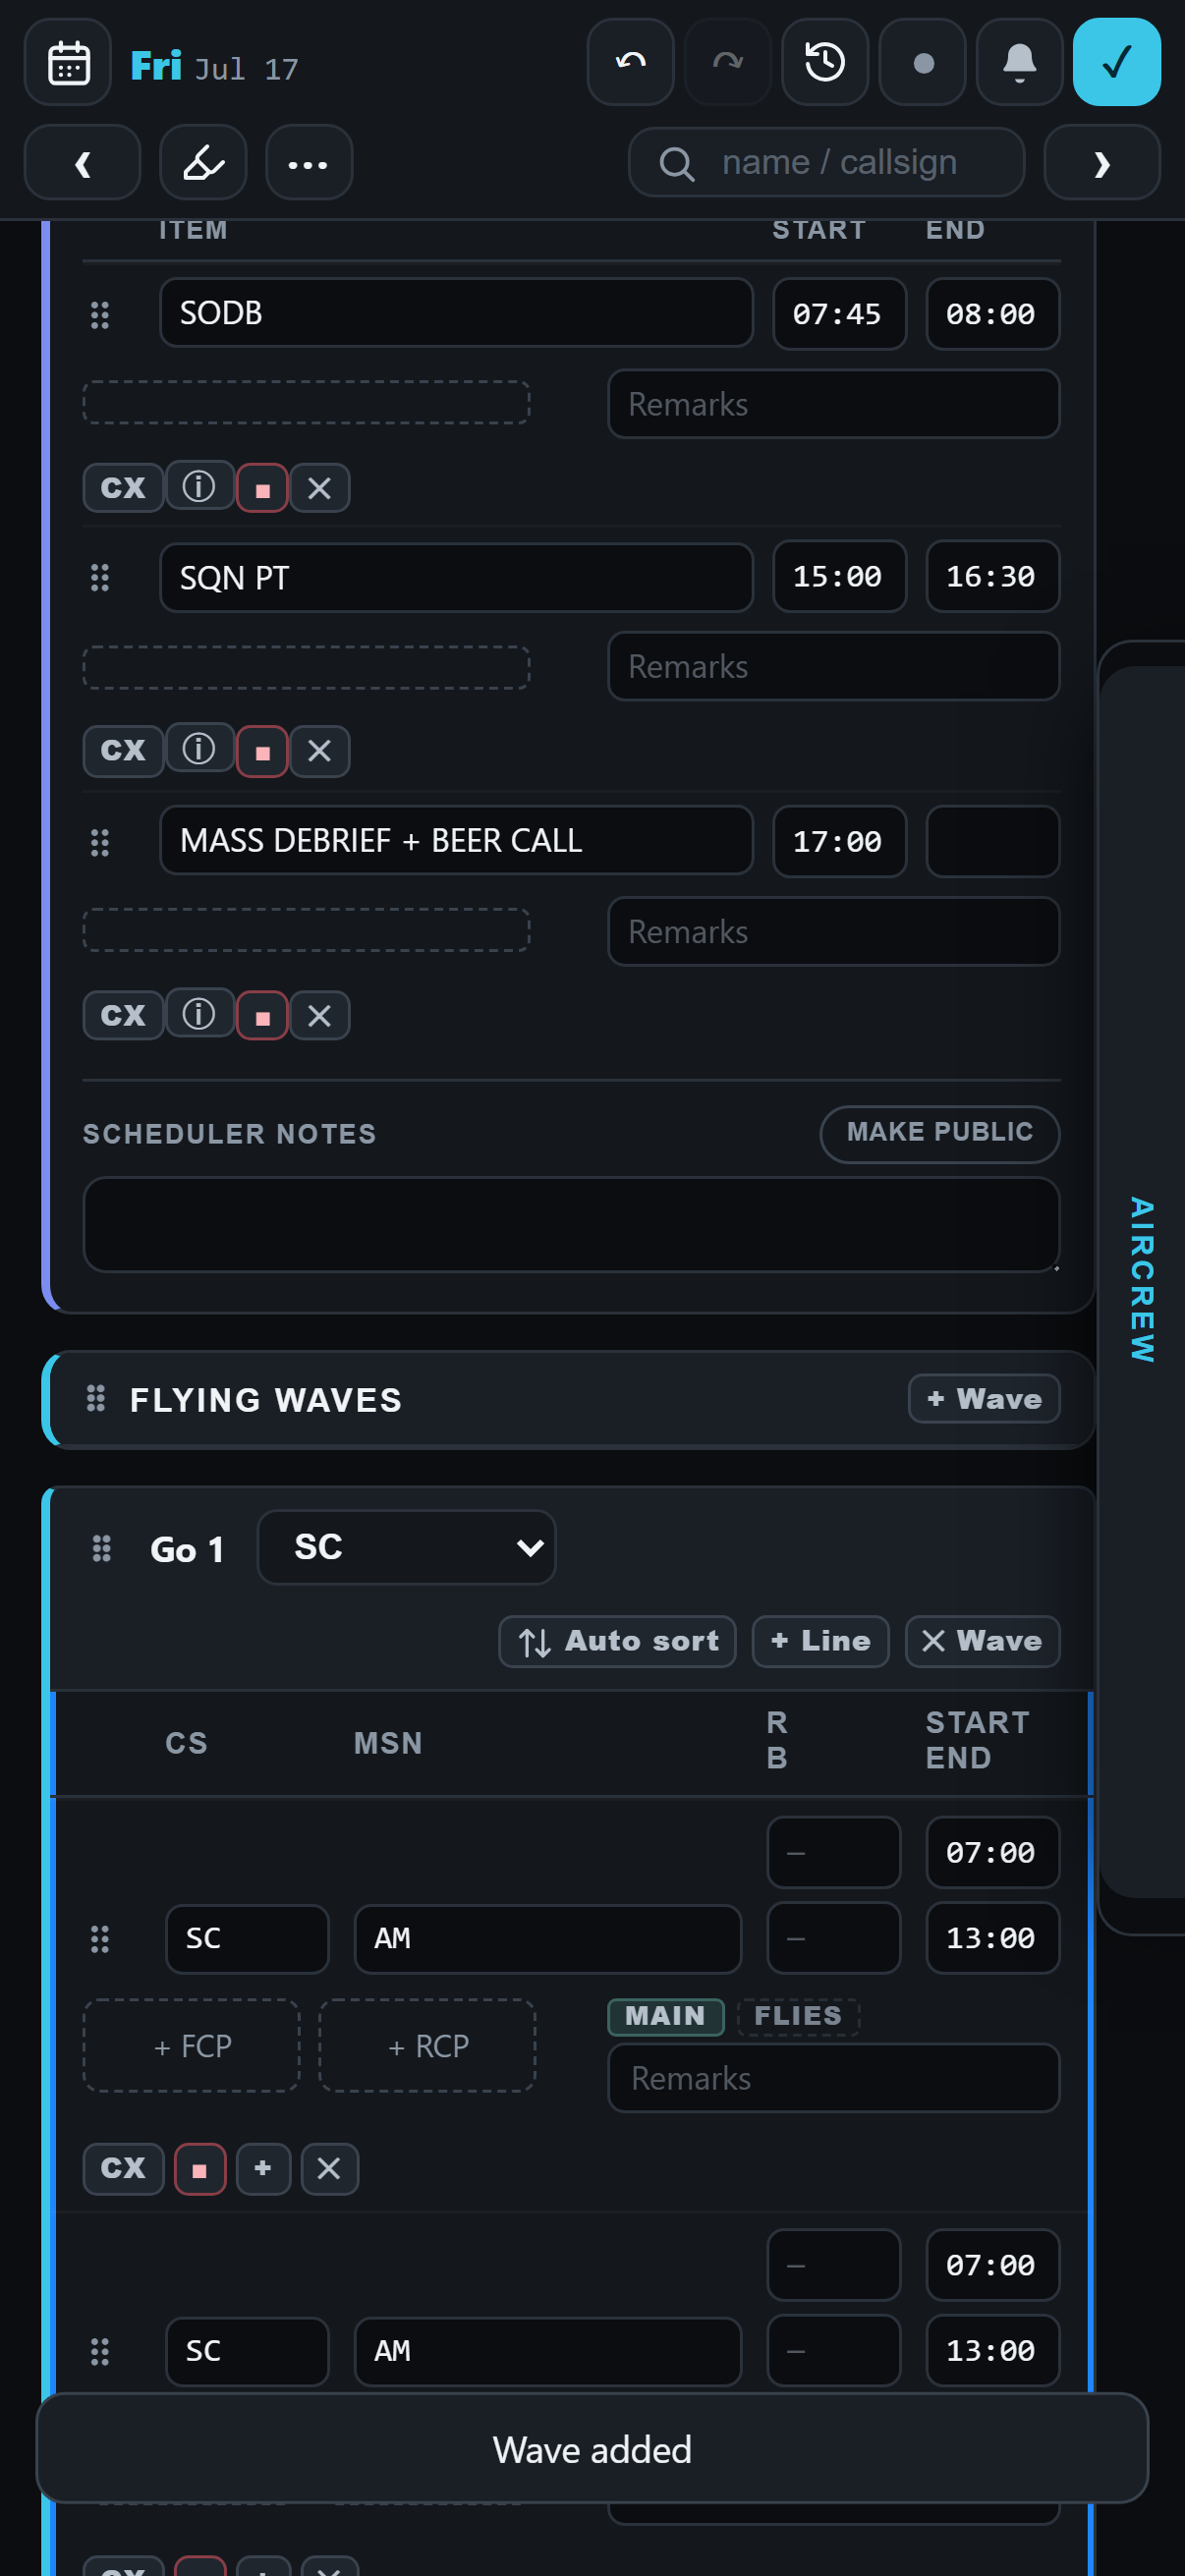 Fri Jul 17
name / callsign
ITEM START END
SODB 07:45 08:00
Remarks
CX
SQN PT 15:00 16:30
Remarks
CX
MASS DEBRIEF + BEER CALL 17:00
Remarks
CX
SCHEDULER NOTES MAKE PUBLIC
AIRCREW
FLYING WAVES + Wave
Go 1 SC
Auto sort + Line × Wave
CS MSN R B START END
– 07:00
SC AM – 13:00
+ FCP + RCP MAIN FLIES
Remarks
CX + ×
– 07:00
SC AM – 13:00
Wave added